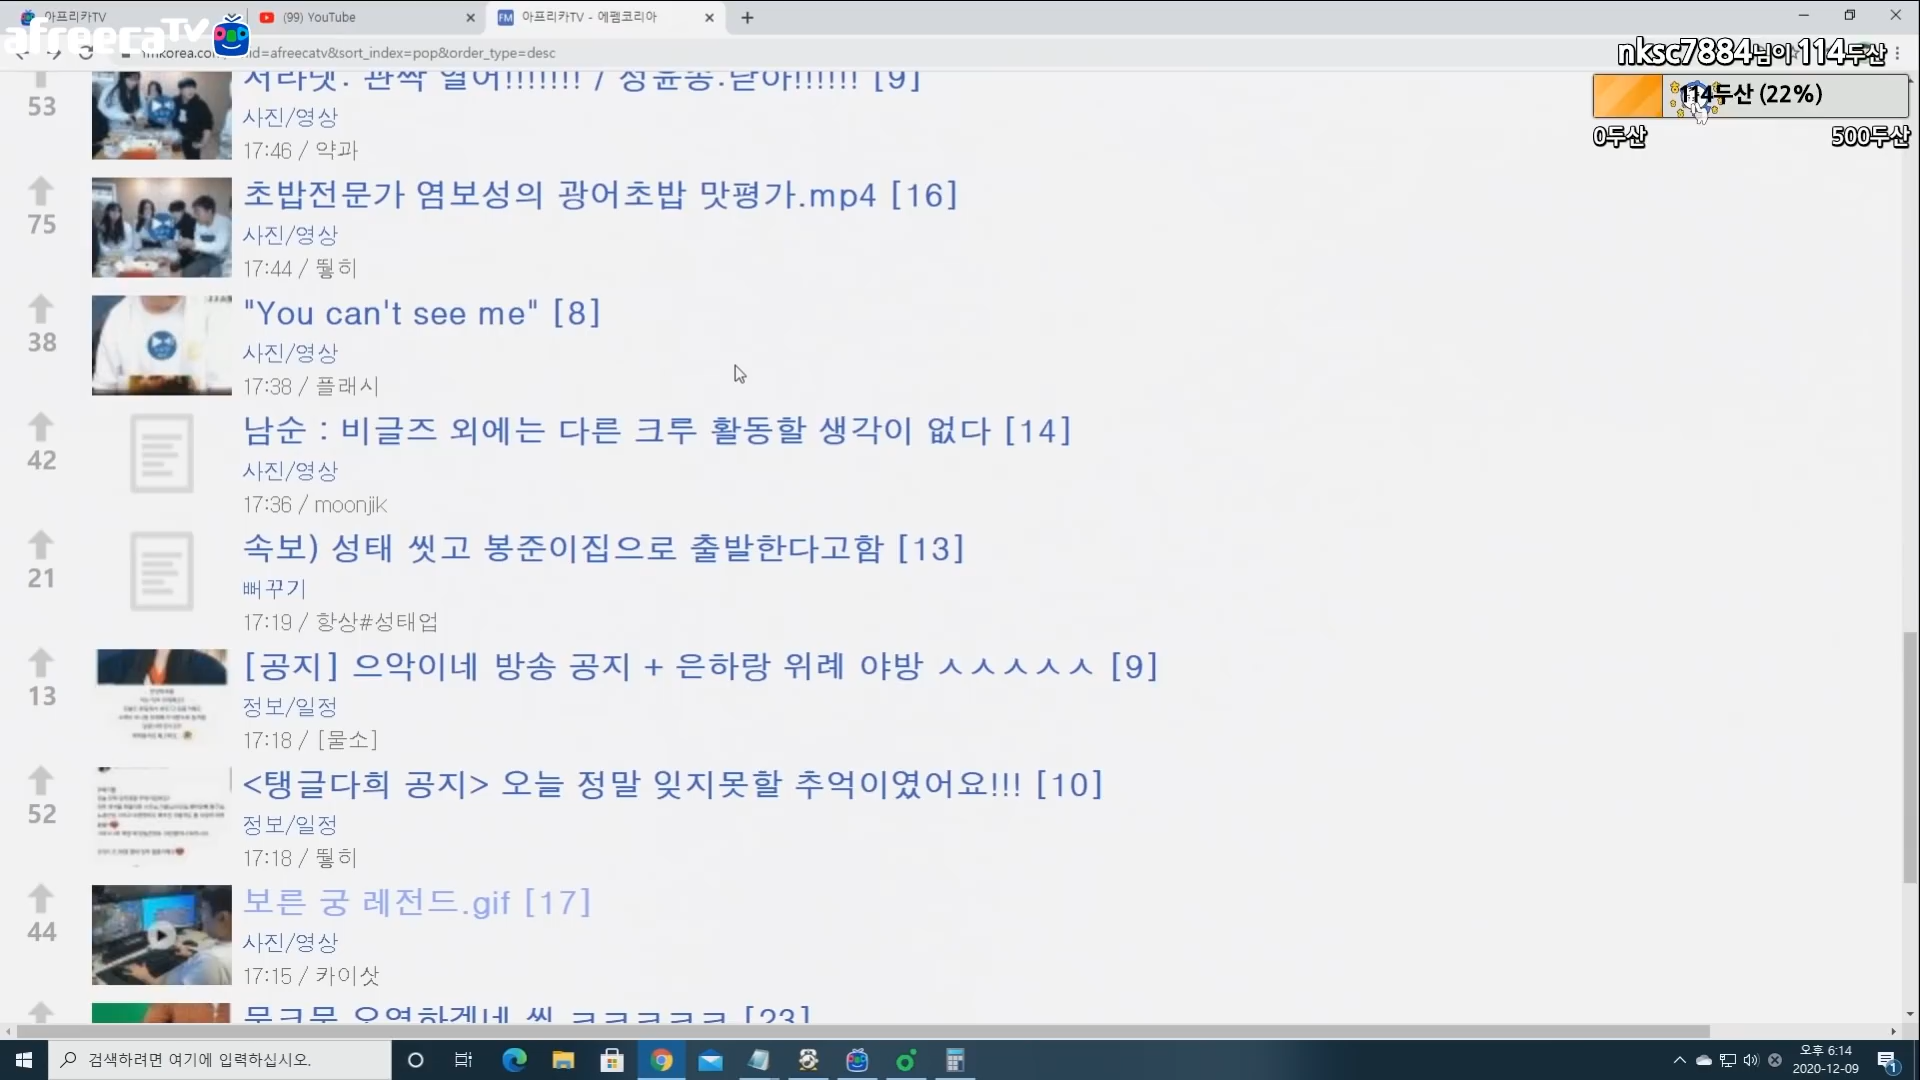 아프리카TV
(99) YouTube
아프리카TV - 에펨코리아
afreecaTV
id=afreecatv&sort_index=pop&order_type=desc
nksc7884님이 114두산
114두산 (22%)
0두산
500두산
53
사진/영상
17:46 / 약과
75
초밥전문가 염보성의 광어초밥 맛평가.mp4 [16]
사진/영상
17:44 / 뛿히
38
"You can't see me" [8]
사진/영상
17:38 / 플래시
42
남순 : 비글즈 외에는 다른 크루 활동할 생각이 없다 [14]
사진/영상
17:36 / moonjik
21
속보) 성태 씻고 봉준이집으로 출발한다고함 [13]
뻐꾸기
17:19 / 항상#성태업
13
[공지] 으악이네 방송 공지 + 은하랑 위례 야방 ㅅㅅㅅㅅㅅ [9]
정보/일정
17:18 / [물소]
52
<탱글다희 공지> 오늘 정말 잊지못할 추억이였어요!!! [10]
정보/일정
17:18 / 뛿히
44
보른 궁 레전드.gif [17]
사진/영상
17:15 / 카이삿
검색하려면 여기에 입력하십시오.
오후 6:14
2020-12-09
1